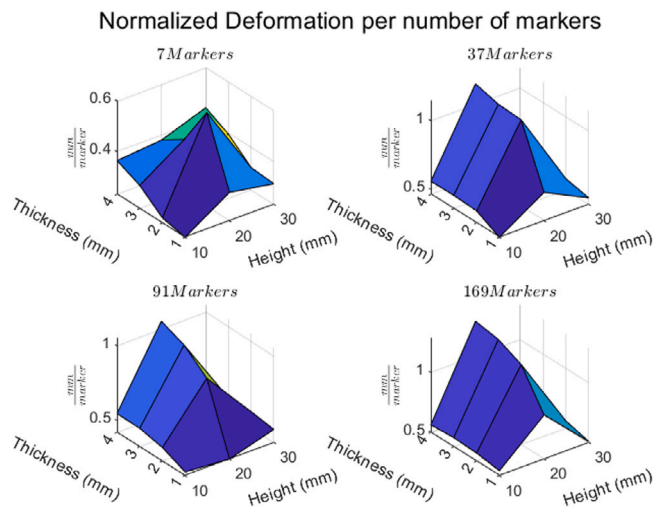 Normalized Deformation per number of markers
7Markers
37Markers
0.6
0.4
mm
marker
4
3
2
1
Thickness (mm)
10
20
30
Height (mm)
1
0.5
mm
marker
4
3
2
1
Thickness (mm)
10
20
30
Height (mm)
91Markers
169Markers
1
0.5
mm
marker
4
3
2
1
Thickness (mm)
10
20
30
Height (mm)
1
0.5
mm
marker
4
3
2
1
Thickness (mm)
10
20
30
Height (mm)